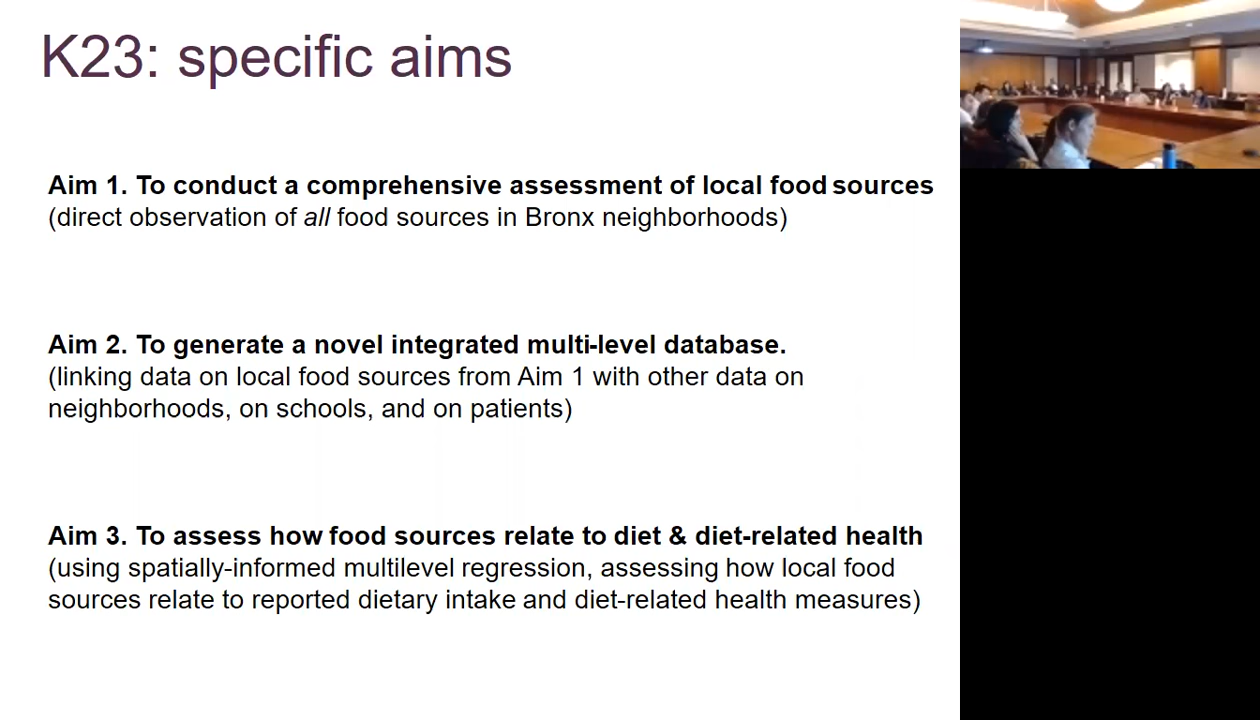 K23: specific aims
Aim 1. To conduct a comprehensive assessment of local food sources
(direct observation of all food sources in Bronx neighborhoods)
Aim 2. To generate a novel integrated multi-level database.
(linking data on local food sources from Aim 1 with other data on
neighborhoods, on schools, and on patients)
Aim 3. To assess how food sources relate to diet & diet-related health
(using spatially-informed multilevel regression, assessing how local food
sources relate to reported dietary intake and diet-related health measures)